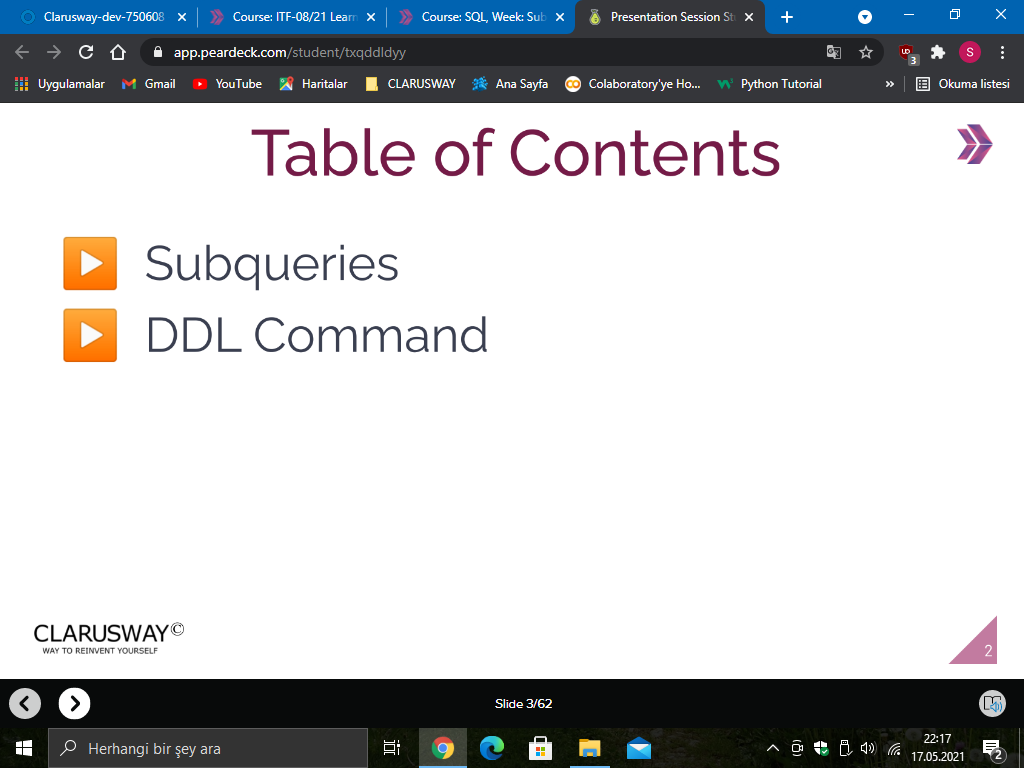 Clarusway-dev-750608
Course: ITF-08/21 Learn
Course: SQL, Week: Sub
Presentation Session St
app.peardeck.com/student/txqddldyy
3
S
Uygulamalar
Gmail
YouTube
Haritalar
CLARUSWAY
Ana Sayfa
Colaboratory'ye Ho...
Python Tutorial
»
Okuma listesi
Table of Contents
Subqueries
DDL Command
CLARUSWAY©
WAY TO REINVENT YOURSELF
2
Slide 3/62
Herhangi bir şey ara
22:17
17.05.2021
2